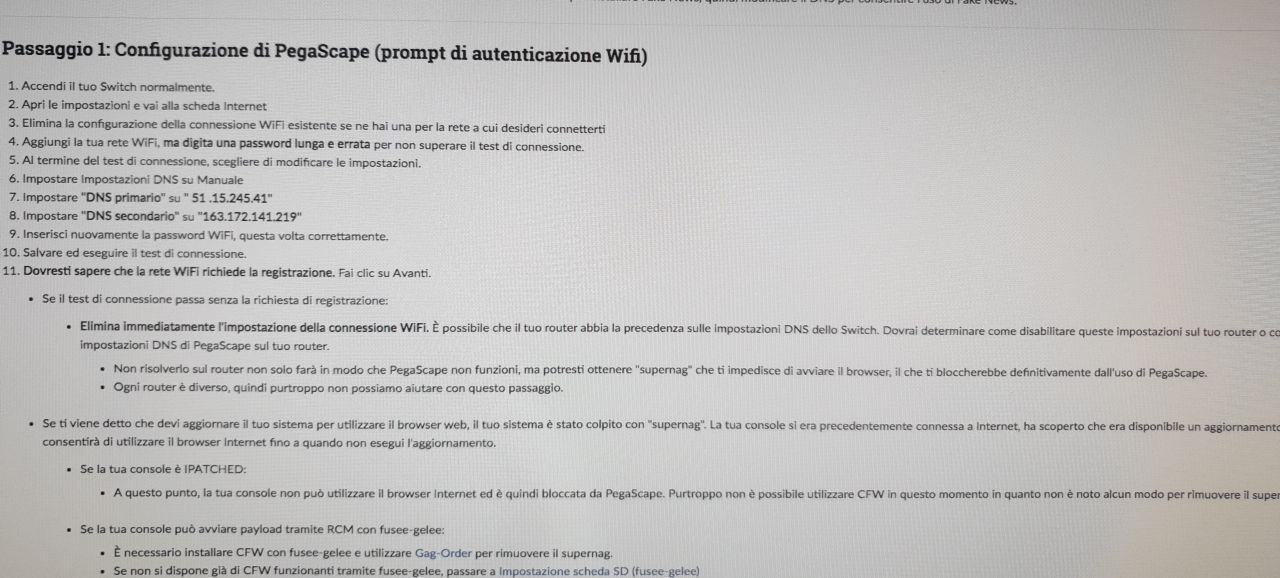 DNS per consentire l'uso di Fake News.
Passaggio 1: Configurazione di PegaScape (prompt di autenticazione Wifi)
1. Accendi il tuo Switch normalmente.
2. Apri le impostazioni e vai alla scheda Internet
3. Elimina la configurazione della connessione WiFi esistente se ne hai una per la rete a cui desideri connetterti
4. Aggiungi la tua rete WiFi, ma digita una password lunga e errata per non superare il test di connessione.
5. Al termine del test di connessione, scegliere di modificare le impostazioni.
6. Impostare Impostazioni DNS su Manuale
7. Impostare "DNS primario" su " 51 .15.245.41"
8. Impostare "DNS secondario" su "163.172.141.219"
9. Inserisci nuovamente la password WiFi, questa volta correttamente.
10. Salvare ed eseguire il test di connessione.
11. Dovresti sapere che la rete WiFi richiede la registrazione. Fai clic su Avanti.
• Se il test di connessione passa senza la richiesta di registrazione:
• Elimina immediatamente l'impostazione della connessione WiFi. È possibile che il tuo router abbia la precedenza sulle impostazioni DNS dello Switch. Dovrai determinare come disabilitare queste impostazioni sul tuo router o co
impostazioni DNS di PegaScape sul tuo router.
• Non risolverlo sul router non solo farà in modo che PegaScape non funzioni, ma potresti ottenere "supernag" che ti impedisce di avviare il browser, il che ti bloccherebbe definitivamente dall'uso di PegaScape.
• Ogni router è diverso, quindi purtroppo non possiamo aiutare con questo passaggio.
• Se ti viene detto che devi aggiornare il tuo sistema per utilizzare il browser web, il tuo sistema è stato colpito con "supernag". La tua console si era precedentemente connessa a Internet, ha scoperto che era disponibile un aggiornamento
consentirà di utilizzare il browser Internet fino a quando non esegui l'aggiornamento.
• Se la tua console è IPATCHED:
• A questo punto, la tua console non può utilizzare il browser Internet ed è quindi bloccata da PegaScape. Purtroppo non è possibile utilizzare CFW in questo momento in quanto non è noto alcun modo per rimuovere il super
• Se la tua console può avviare payload tramite RCM con fusee-gelee:
• È necessario installare CFW con fusee-gelee e utilizzare Gag-Order per rimuovere il supernag.
• Se non si dispone già di CFW funzionanti tramite fusee-gelee, passare a Impostazione scheda SD (fusee-gelee)